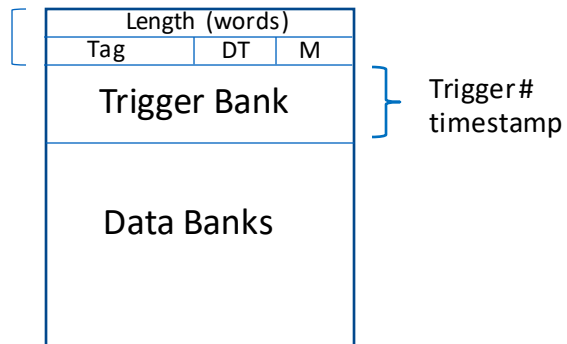 Length (words)
Tag DT M
Trigger Bank
Trigger#
timestamp
Data Banks